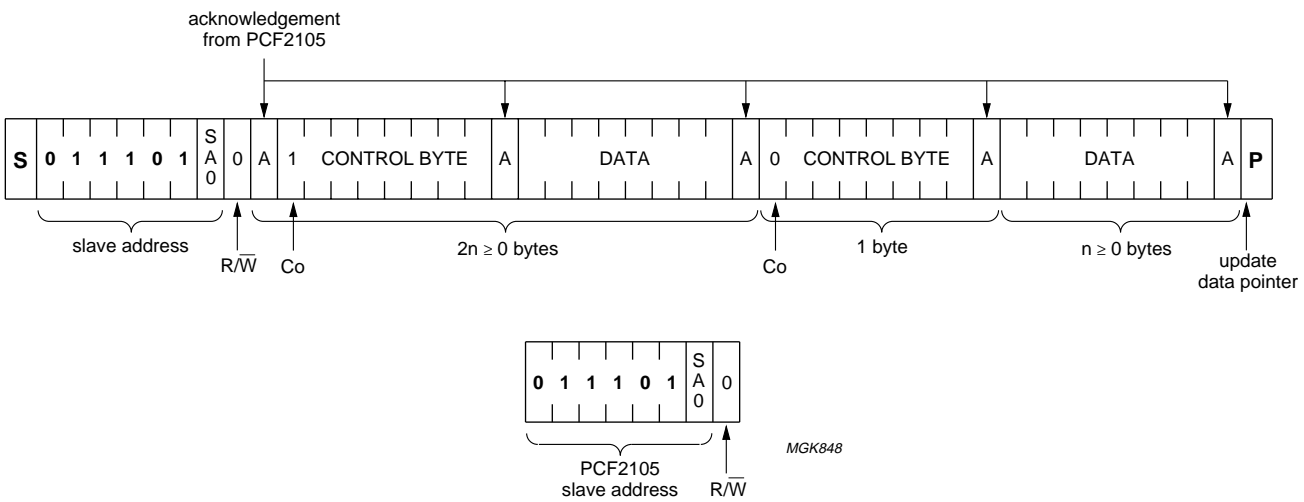 acknowledgement
from PCF2105
S 0 1 1 1 0 1 SA0 0 A 1 CONTROL BYTE A DATA A 0 CONTROL BYTE A DATA A P
slave address
R/W̅
Co
2n ≥ 0 bytes
Co
1 byte
n ≥ 0 bytes
update
data pointer
0 1 1 1 0 1 SA0 0
MGK848
PCF2105
slave address
R/W̅